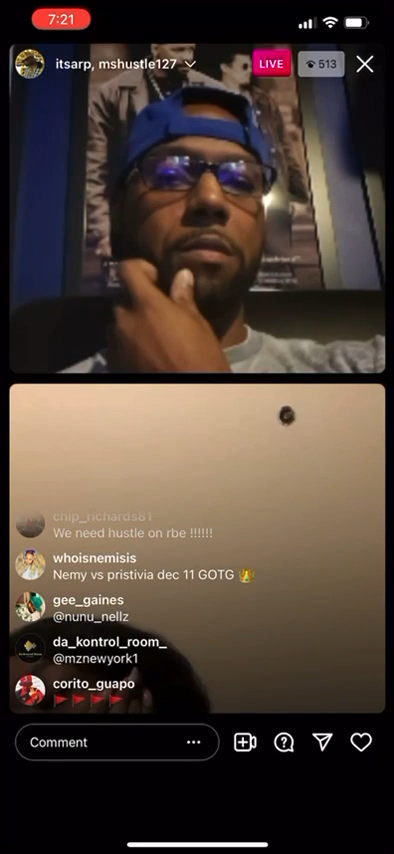 7:21
itsarp, mshustle127
LIVE
513
chip_richards81
We need hustle on rbe !!!!!!
whoisnemisis
Nemy vs pristivia dec 11 GOTG 👑
gee_gaines
@nunu_nellz
da_kontrol_room_
@mznewyork1
corito_guapo
🚩🚩🚩🚩
Comment